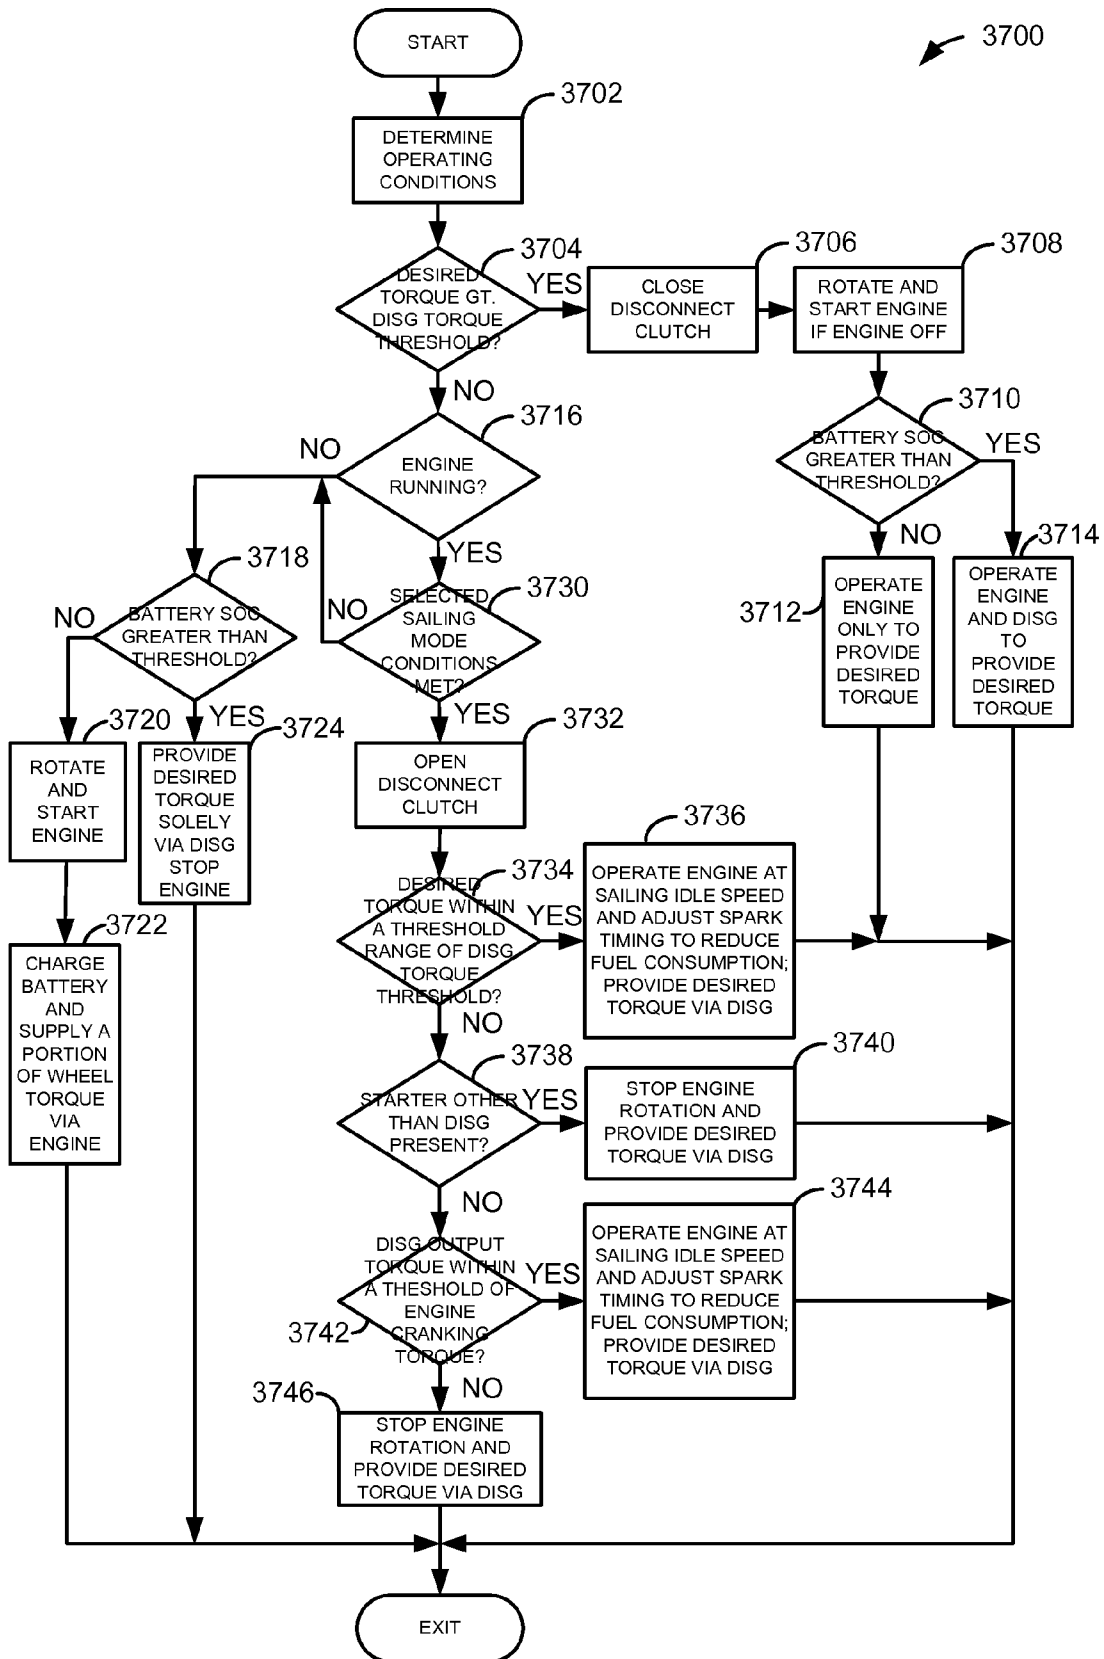 START
3700
3702
DETERMINE
OPERATING
CONDITIONS
3704
DESIRED
TORQUE GT.
DISG TORQUE
THRESHOLD?
YES
3706
CLOSE
DISCONNECT
CLUTCH
3708
ROTATE AND
START ENGINE
IF ENGINE OFF
NO
3716
ENGINE
RUNNING?
NO
YES
3710
BATTERY SOC
GREATER THAN
THRESHOLD?
YES
NO
3712
OPERATE
ENGINE
ONLY TO
PROVIDE
DESIRED
TORQUE
3714
OPERATE
ENGINE
AND DISG
TO
PROVIDE
DESIRED
TORQUE
3718
BATTERY SOC
GREATER THAN
THRESHOLD?
NO
YES
3730
SELECTED
SAILING
MODE
CONDITIONS
MET?
NO
YES
3720
ROTATE
AND
START
ENGINE
3724
PROVIDE
DESIRED
TORQUE
SOLELY
VIA DISG
STOP
ENGINE
3732
OPEN
DISCONNECT
CLUTCH
3722
CHARGE
BATTERY
AND
SUPPLY A
PORTION
OF WHEEL
TORQUE
VIA
ENGINE
3734
DESIRED
TORQUE WITHIN
A THRESHOLD
RANGE OF DISG
TORQUE
THRESHOLD?
YES
3736
OPERATE ENGINE AT
SAILING IDLE SPEED
AND ADJUST SPARK
TIMING TO REDUCE
FUEL CONSUMPTION;
PROVIDE DESIRED
TORQUE VIA DISG
NO
3738
STARTER OTHER
THAN DISG
PRESENT?
YES
3740
STOP ENGINE
ROTATION AND
PROVIDE DESIRED
TORQUE VIA DISG
NO
3742
DISG OUTPUT
TORQUE WITHIN
A THESHOLD OF
ENGINE
CRANKING
TORQUE?
YES
3744
OPERATE ENGINE AT
SAILING IDLE SPEED
AND ADJUST SPARK
TIMING TO REDUCE
FUEL CONSUMPTION;
PROVIDE DESIRED
TORQUE VIA DISG
NO
3746
STOP ENGINE
ROTATION AND
PROVIDE DESIRED
TORQUE VIA DISG
EXIT